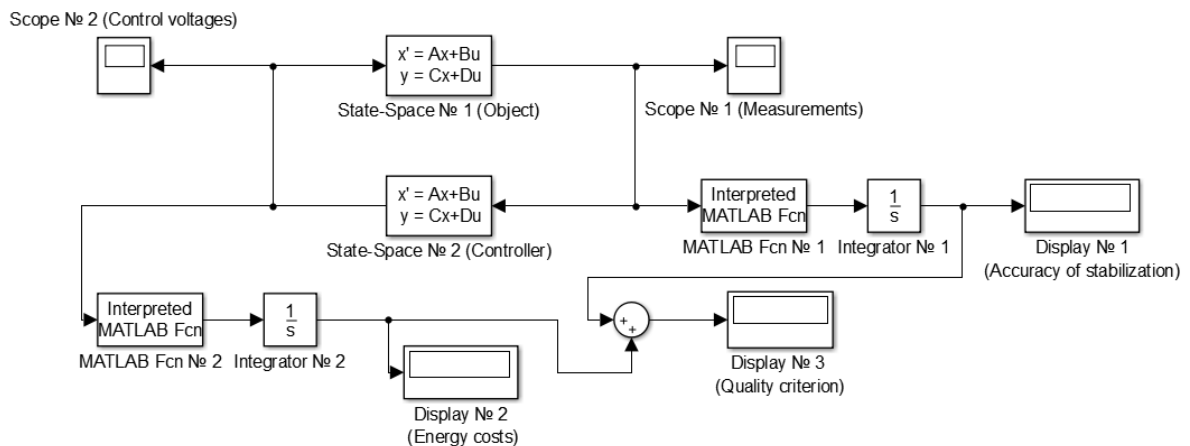 Scope № 2 (Control voltages)
x' = Ax+Bu
y = Cx+Du
State-Space № 1 (Object)
Scope № 1 (Measurements)
x' = Ax+Bu
y = Cx+Du
State-Space № 2 (Controller)
Interpreted
MATLAB Fcn
MATLAB Fcn № 1
1
s
Integrator № 1
Display № 1
(Accuracy of stabilization)
Interpreted
MATLAB Fcn
MATLAB Fcn № 2
1
s
Integrator № 2
Display № 2
(Energy costs)
+
+
Display № 3
(Quality criterion)